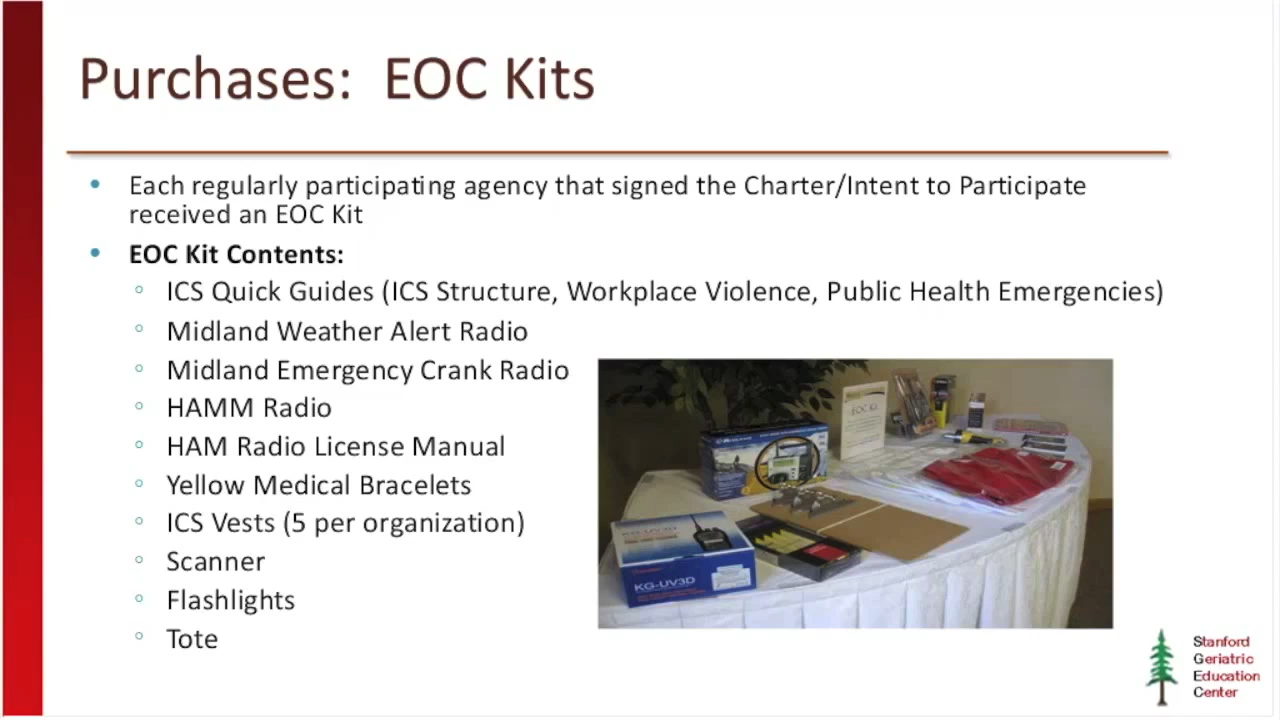 Purchases: EOC Kits
• Each regularly participating agency that signed the Charter/Intent to Participate
received an EOC Kit
• EOC Kit Contents:
◦ ICS Quick Guides (ICS Structure, Workplace Violence, Public Health Emergencies)
◦ Midland Weather Alert Radio
◦ Midland Emergency Crank Radio
◦ HAMM Radio
◦ HAM Radio License Manual
◦ Yellow Medical Bracelets
◦ ICS Vests (5 per organization)
◦ Scanner
◦ Flashlights
◦ Tote
EOC Kit
KG-UV3D
KG-UV3D
Stanford
Geriatric
Education
Center